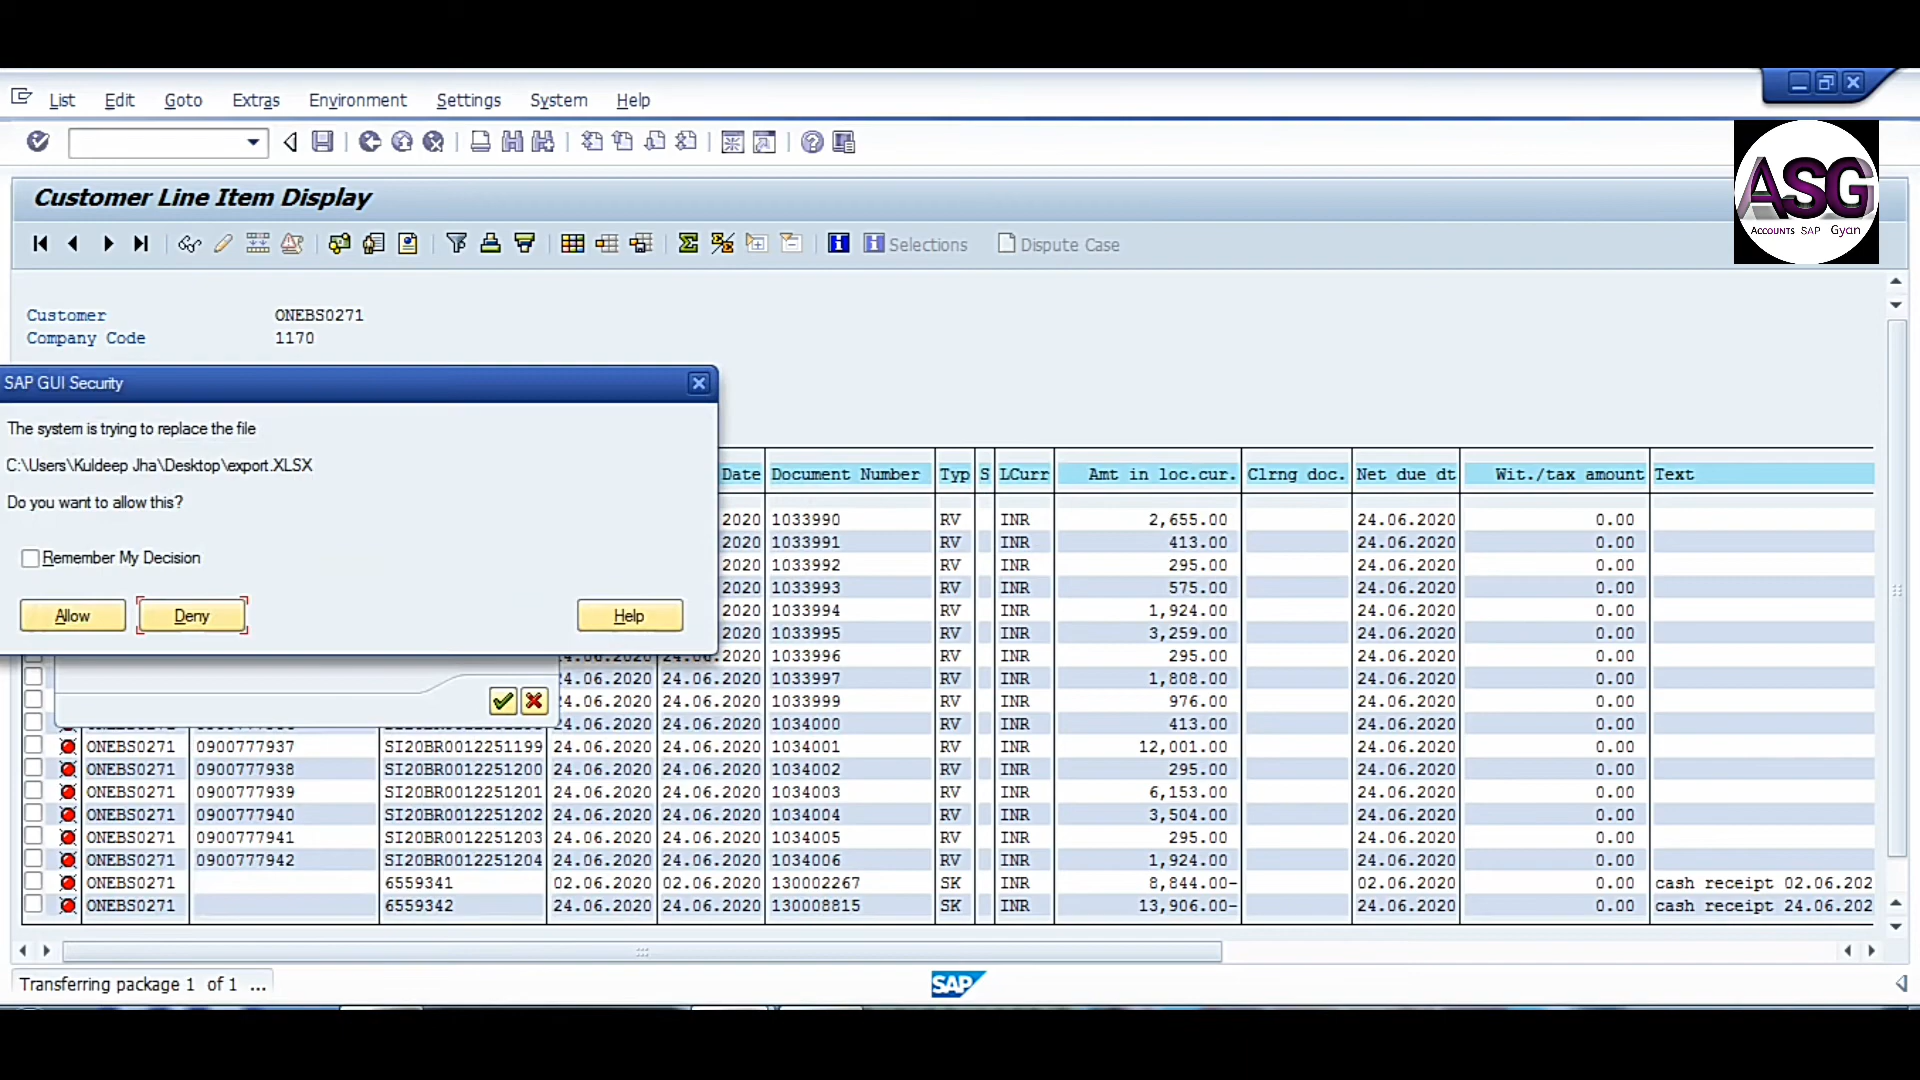 List Edit Goto Extras Environment Settings System Help
ASG
Accounts SAP Gyan
Customer Line Item Display
Selections Dispute Case
Customer ONEBS0271
Company Code 1170
SAP GUI Security
The system is trying to replace the file
C:\Users\Kuldeep Jha\Desktop\export.XLSX
Do you want to allow this?
Remember My Decision
Allow Deny Help
Date Document Number Typ S LCurr Amt in loc.cur. Clrng doc. Net due dt Wit./tax amount Text
2020 1033990 RV INR 2,655.00 24.06.2020 0.00
2020 1033991 RV INR 413.00 24.06.2020 0.00
2020 1033992 RV INR 295.00 24.06.2020 0.00
2020 1033993 RV INR 575.00 24.06.2020 0.00
2020 1033994 RV INR 1,924.00 24.06.2020 0.00
2020 1033995 RV INR 3,259.00 24.06.2020 0.00
24.06.2020 24.06.2020 1033996 RV INR 295.00 24.06.2020 0.00
24.06.2020 24.06.2020 1033997 RV INR 1,808.00 24.06.2020 0.00
24.06.2020 24.06.2020 1033999 RV INR 976.00 24.06.2020 0.00
24.06.2020 24.06.2020 1034000 RV INR 413.00 24.06.2020 0.00
ONEBS0271 0900777937 SI20BR0012251199 24.06.2020 24.06.2020 1034001 RV INR 12,001.00 24.06.2020 0.00
ONEBS0271 0900777938 SI20BR0012251200 24.06.2020 24.06.2020 1034002 RV INR 295.00 24.06.2020 0.00
ONEBS0271 0900777939 SI20BR0012251201 24.06.2020 24.06.2020 1034003 RV INR 6,153.00 24.06.2020 0.00
ONEBS0271 0900777940 SI20BR0012251202 24.06.2020 24.06.2020 1034004 RV INR 3,504.00 24.06.2020 0.00
ONEBS0271 0900777941 SI20BR0012251203 24.06.2020 24.06.2020 1034005 RV INR 295.00 24.06.2020 0.00
ONEBS0271 0900777942 SI20BR0012251204 24.06.2020 24.06.2020 1034006 RV INR 1,924.00 24.06.2020 0.00
ONEBS0271 6559341 02.06.2020 02.06.2020 130002267 SK INR 8,844.00- 02.06.2020 0.00 cash receipt 02.06.202
ONEBS0271 6559342 24.06.2020 24.06.2020 130008815 SK INR 13,906.00- 24.06.2020 0.00 cash receipt 24.06.202
Transferring package 1 of 1 ...
SAP